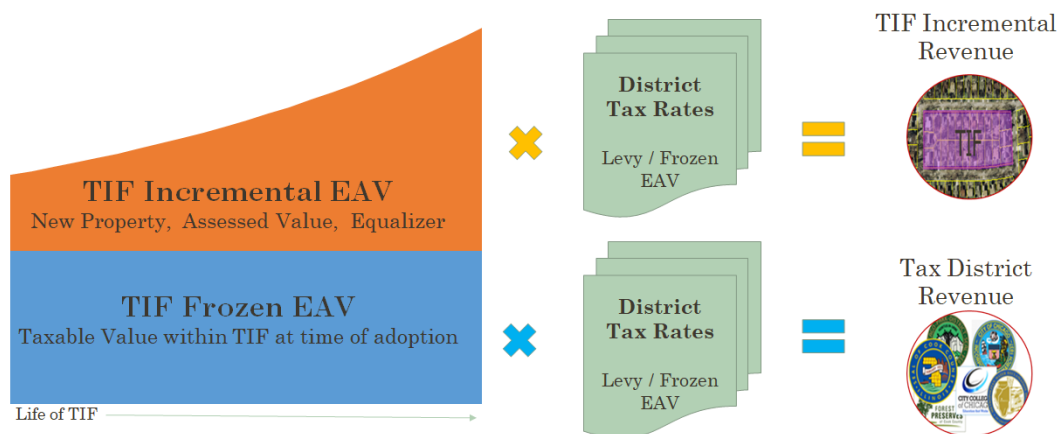 TIF Incremental EAV
New Property, Assessed Value, Equalizer
TIF Frozen EAV
Taxable Value within TIF at time of adoption
Life of TIF
District
Tax Rates
Levy / Frozen
EAV
District
Tax Rates
Levy / Frozen
EAV
TIF Incremental
Revenue
TIF
Tax District
Revenue
CITY COLLEGE
of CHICAGO
FOREST
PRESERVES